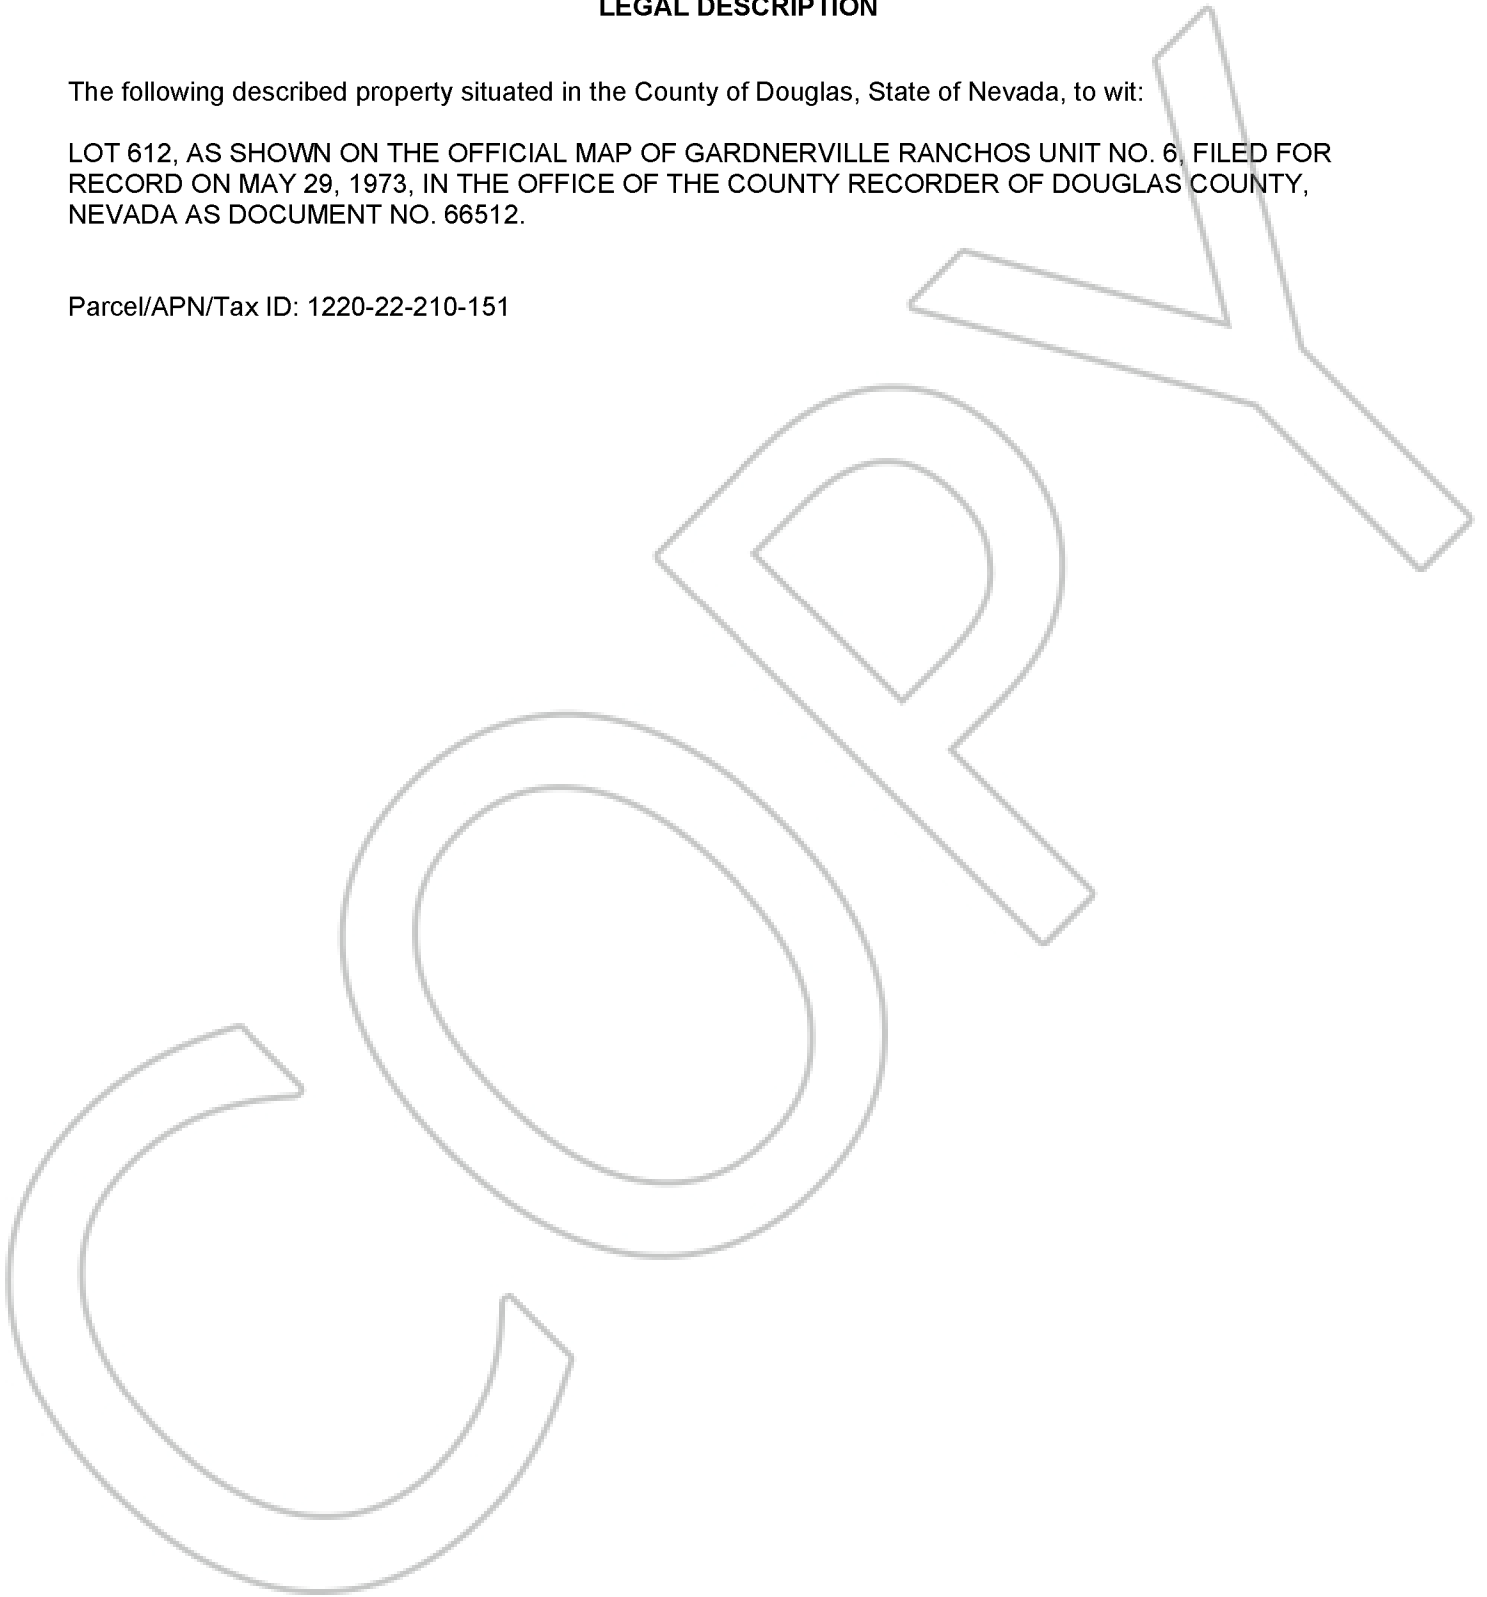 LEGAL DESCRIPTION
The following described property situated in the County of Douglas, State of Nevada, to wit:
LOT 612, AS SHOWN ON THE OFFICIAL MAP OF GARDNERVILLE RANCHOS UNIT NO. 6, FILED FOR
RECORD ON MAY 29, 1973, IN THE OFFICE OF THE COUNTY RECORDER OF DOUGLAS COUNTY,
NEVADA AS DOCUMENT NO. 66512.
Parcel/APN/Tax ID: 1220-22-210-151
COPY